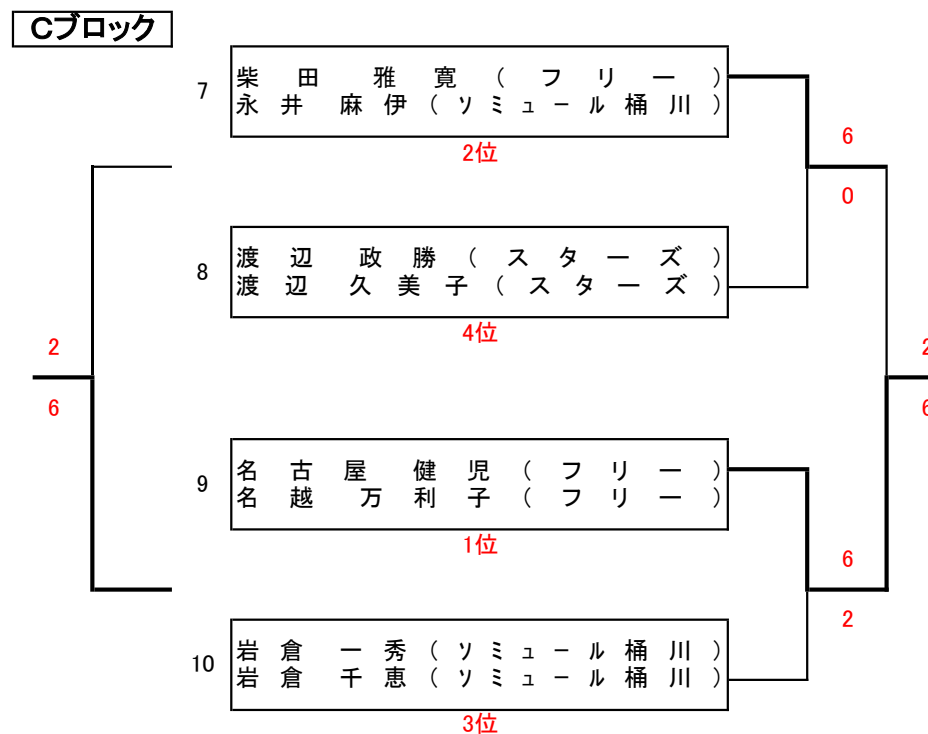 Cブロック
7
柴田 雅寛(フリー)
永井 麻伊(ソミュール桶川)
2位
6
0
8
渡辺 政勝(スターズ)
渡辺 久美子(スターズ)
4位
2
6
2
6
9
名古屋 健児(フリー)
名越 万利子(フリー)
1位
6
2
10
岩倉 一秀(ソミュール桶川)
岩倉 千恵(ソミュール桶川)
3位